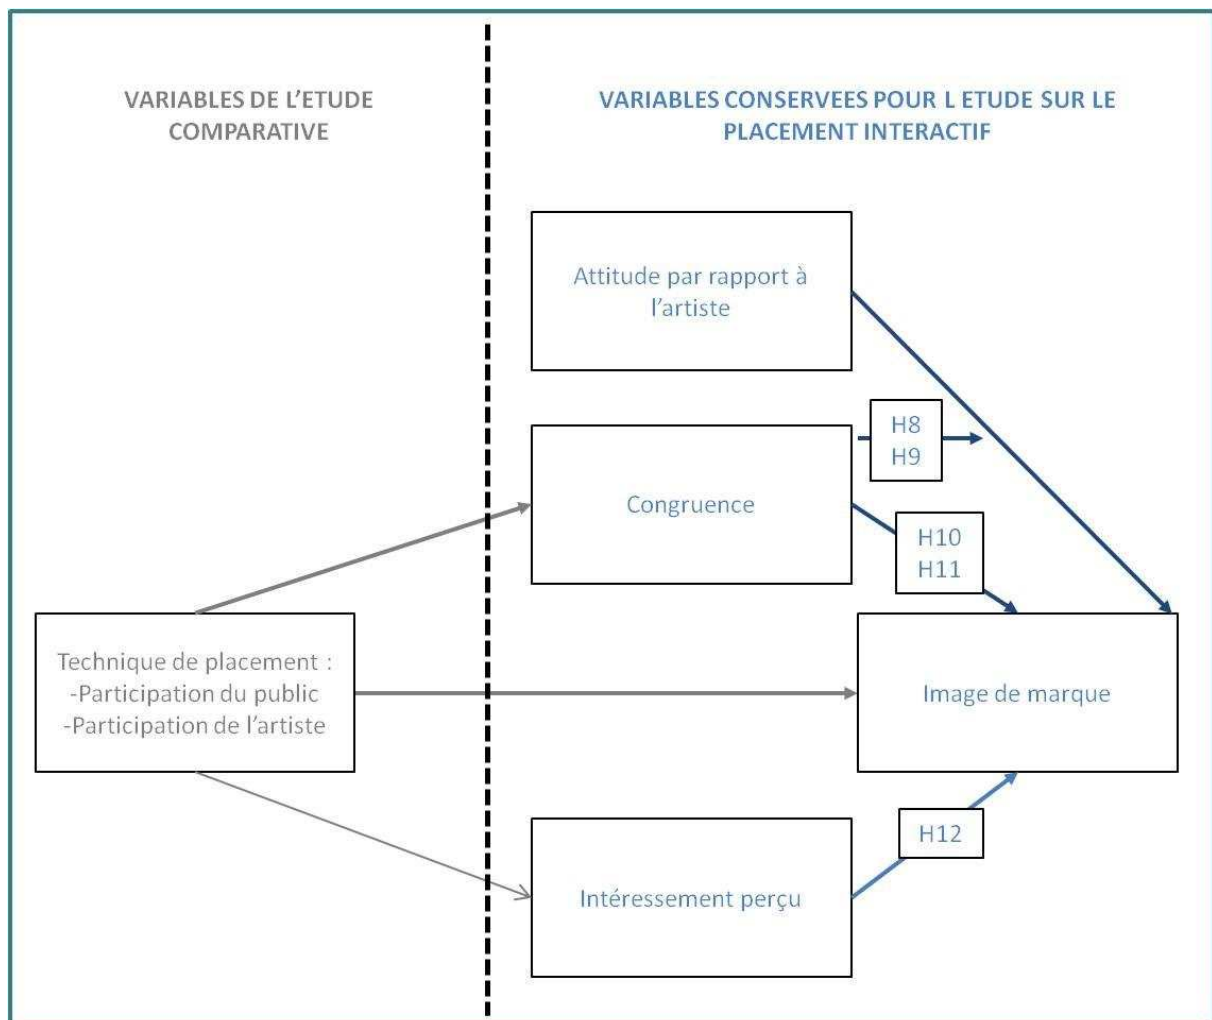 VARIABLES DE L'ETUDE
COMPARATIVE
VARIABLES CONSERVEES POUR L ETUDE SUR LE
PLACEMENT INTERACTIF
Attitude par rapport à
l'artiste
H8
H9
Congruence
H10
H11
Technique de placement :
-Participation du public
-Participation de l'artiste
Image de marque
H12
Intéressement perçu